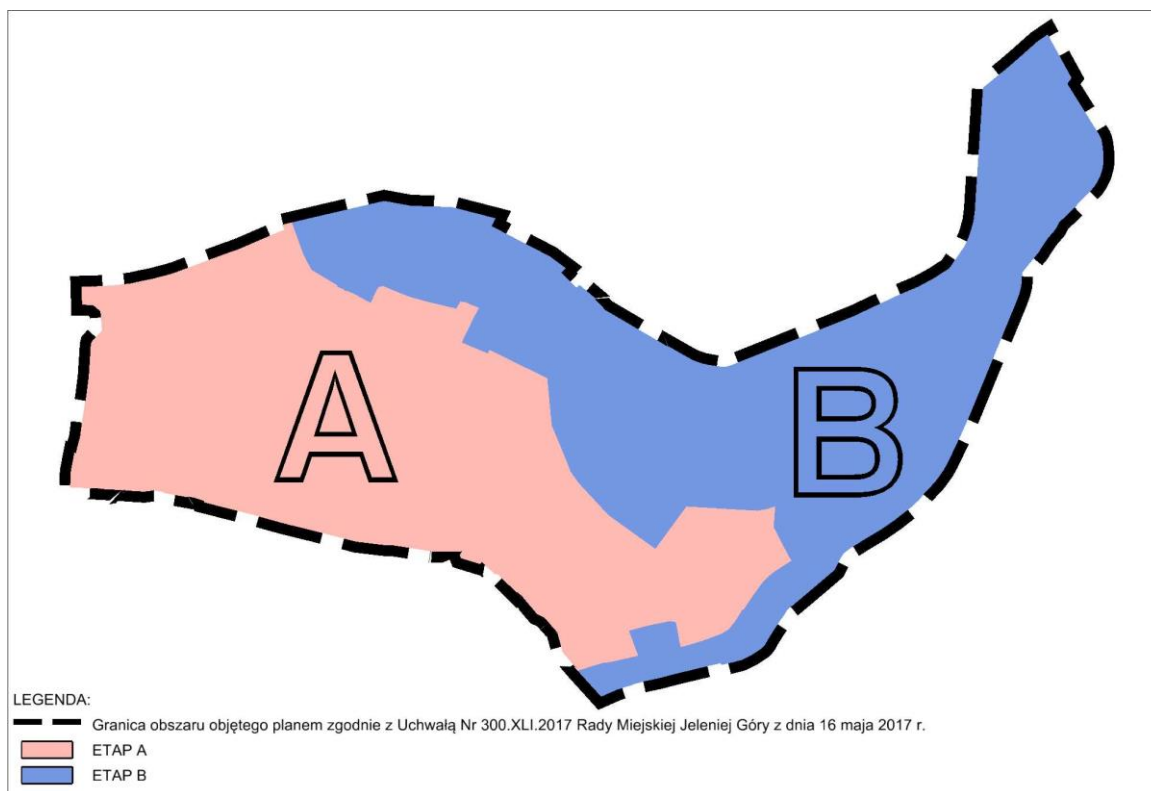 A
B
LEGENDA:
Granica obszaru objętego planem zgodnie z Uchwałą Nr 300.XLI.2017 Rady Miejskiej Jeleniej Góry z dnia 16 maja 2017 r.
ETAP A
ETAP B